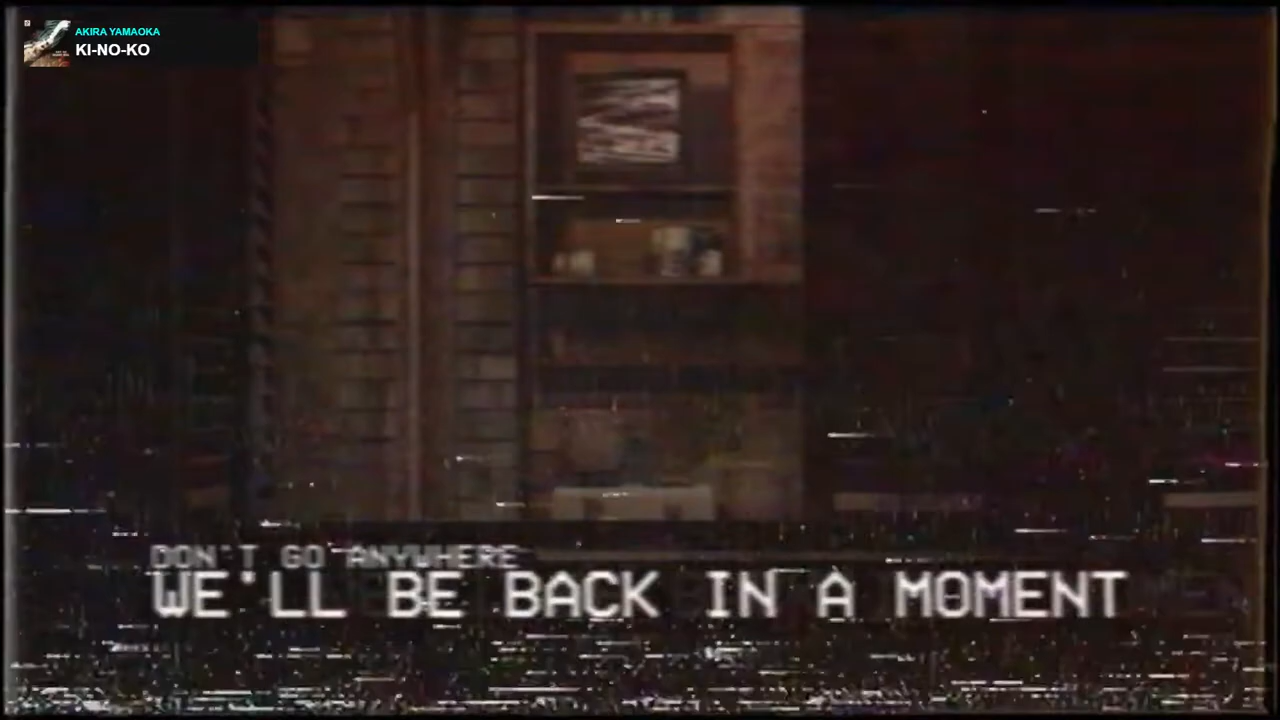 AKIRA YAMAOKA
KI-NO-KO
DON'T GO ANYWHERE
WE'LL BE BACK IN A MOMENT